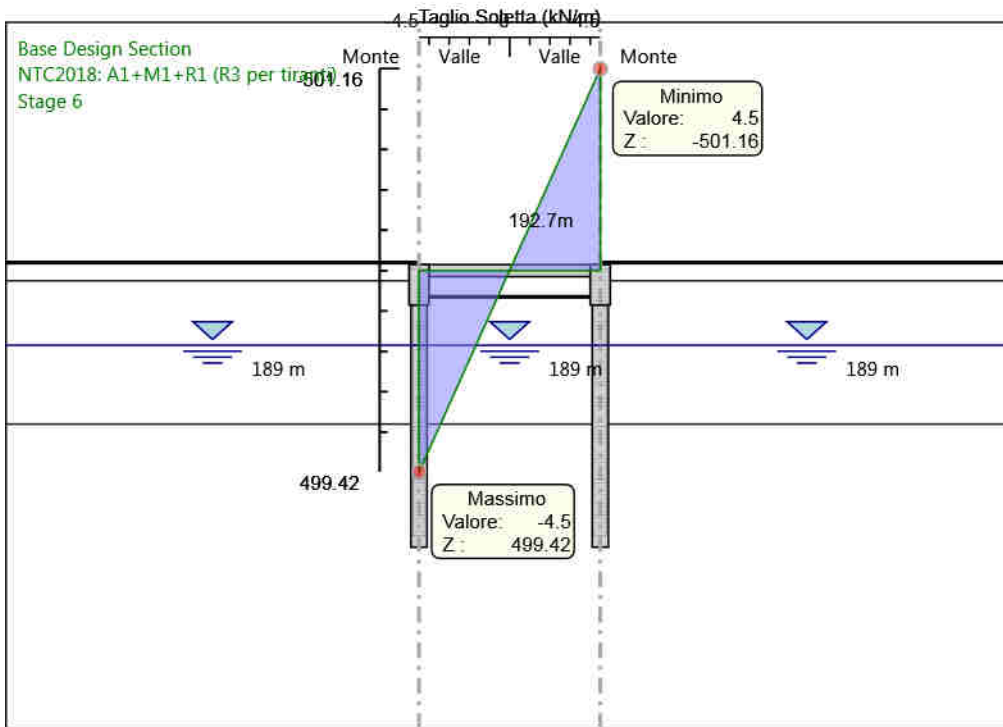 -4.5 Taglio Soletta (kN/m) 4.5
0
Base Design Section
Monte Valle Valle Monte
NTC2018: A1+M1+R1 (R3 per tiranti)
-501.16
Stage 6
Minimo
Valore: 4.5
Z : -501.16
192.7m
189 m 189 m 189 m
499.42
Massimo
Valore: -4.5
Z : 499.42